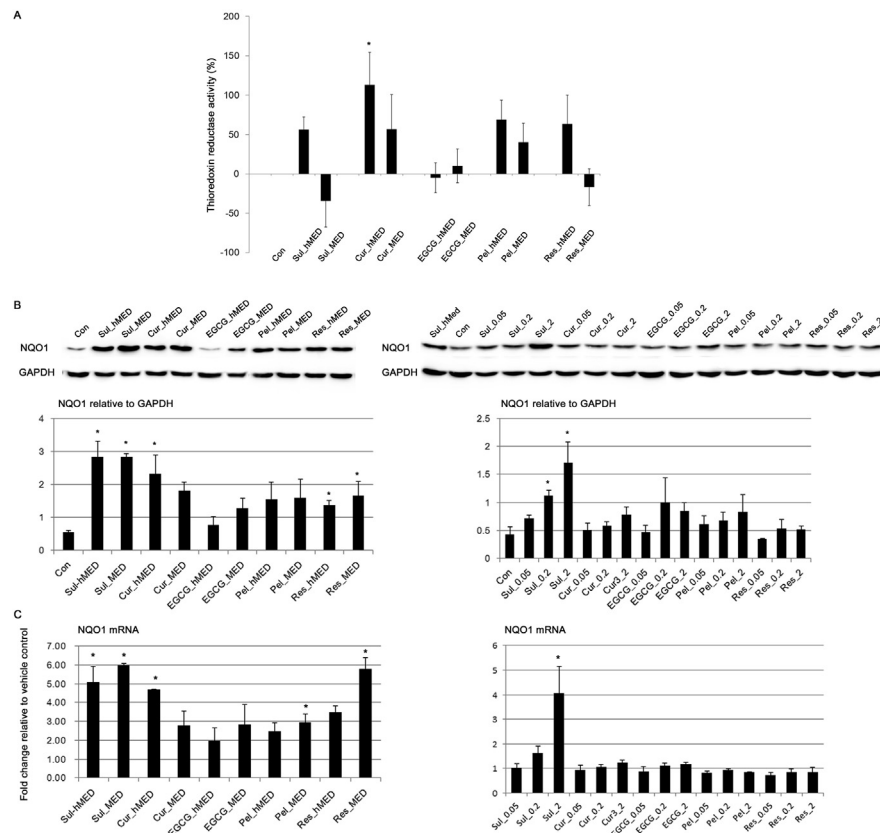 A
Thioredoxin reductase activity (%)
200
150
100
50
0
-50
-100
Con
Sul_hMED
Sul_MED
Cur_hMED
Cur_MED
EGCG_hMED
EGCG_MED
Pel_hMED
Pel_MED
Res_hMED
Res_MED
*
B
Con
Sul_hMED
Sul_MED
Cur_hMED
Cur_MED
EGCG_hMED
EGCG_MED
Pel_hMED
Pel_MED
Res_hMED
Res_MED
NQO1
GAPDH
Sul_hMed
Con
Sul_0.05
Sul_0.2
Sul_2
Cur_0.05
Cur_0.2
Cur_2
EGCG_0.05
EGCG_0.2
EGCG_2
Pel_0.05
Pel_0.2
Pel_2
Res_0.05
Res_0.2
Res_2
NQO1
GAPDH
NQO1 relative to GAPDH
4
3
2
1
0
* * * * *
Con
Sul-hMED
Sul_MED
Cur_hMED
Cur_MED
EGCG_hMED
EGCG_MED
Pel_hMED
Pel_MED
Res_hMED
Res_MED
NQO1 relative to GAPDH
2.5
2
1.5
1
0.5
0
* *
Con
Sul_0.05
Sul_0.2
Sul_2
Cur_0.05
Cur_0.2
Cur3_2
EGCG_0.05
EGCG_0.2
EGCG_2
Pel_0.05
Pel_0.2
Pel_2
Res_0.05
Res_0.2
Res_2
C
NQO1 mRNA
Fold change relative to vehicle control
7.00
6.00
5.00
4.00
3.00
2.00
1.00
0.00
* * * * *
Sul-hMED
Sul_MED
Cur_hMED
Cur_MED
EGCG_hMED
EGCG_MED
Pel_hMED
Pel_MED
Res_hMED
Res_MED
NQO1 mRNA
6
5
4
3
2
1
0
*
Sul_0.05
Sul_0.2
Sul_2
Cur_0.05
Cur_0.2
Cur3_2
EGCG_0.05
EGCG_0.2
EGCG_2
Pel_0.05
Pel_0.2
Pel_2
Res_0.05
Res_0.2
Res_2